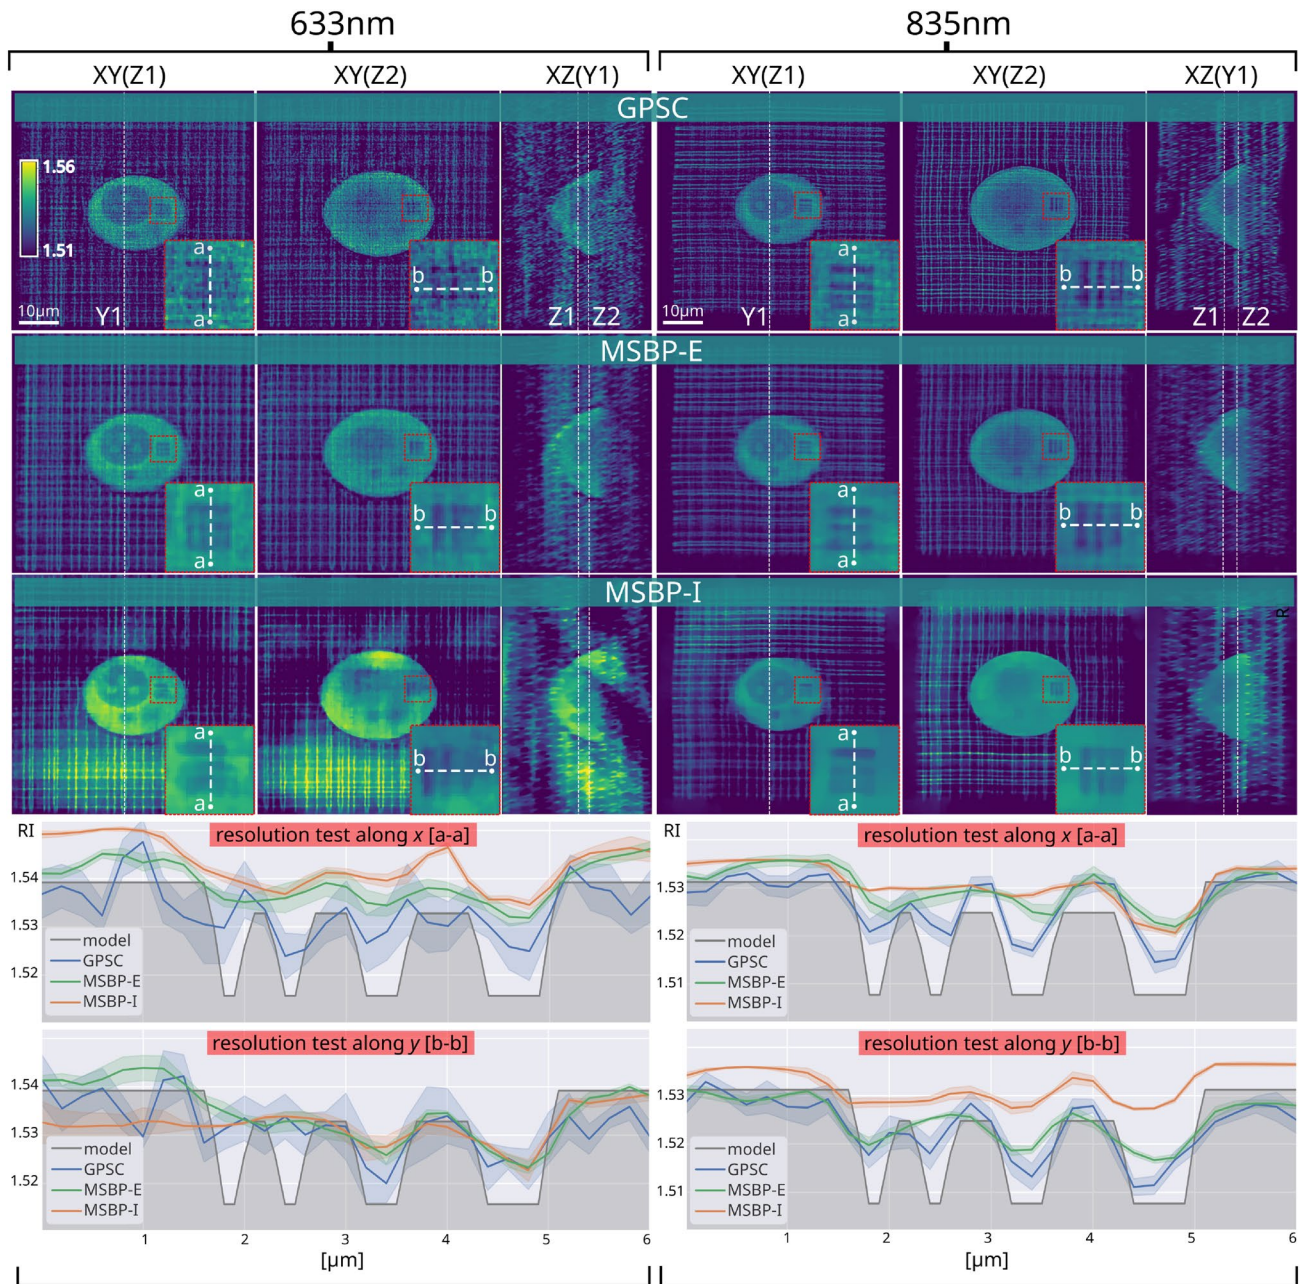 633nm 835nm
XY(Z1) XY(Z2) XZ(Y1) XY(Z1) XY(Z2) XZ(Y1)
GPSC
1.56
1.51
a b b a b b
a a
10µm Y1 Z1 Z2 10µm Y1 Z1 Z2
MSBP-E
a a
b b b b
a a
MSBP-I
R
a a
b b b b
a a
RI resolution test along x [a-a] resolution test along x [a-a]
1.54
1.53
1.52
model
GPSC
MSBP-E
MSBP-I
1.53
1.52
1.51
model
GPSC
MSBP-E
MSBP-I
resolution test along y [b-b] resolution test along y [b-b]
1.54
1.53
1.52
model
GPSC
MSBP-E
MSBP-I
1.53
1.52
1.51
model
GPSC
MSBP-E
MSBP-I
1 2 3 4 5 6 1 2 3 4 5 6
[µm] [µm]